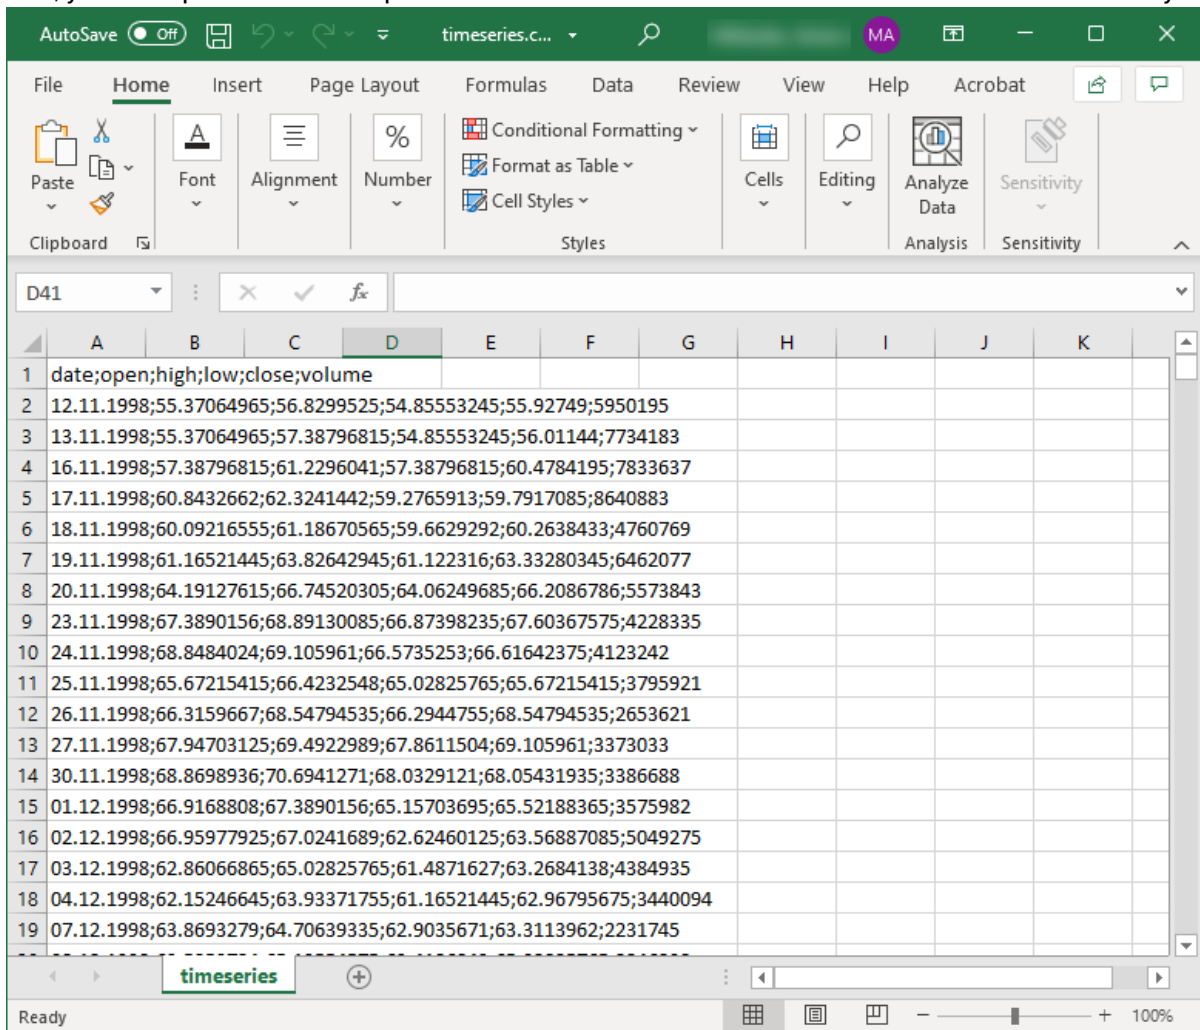 AutoSave Off timeseries.c... MA
File Home Insert Page Layout Formulas Data Review View Help Acrobat
Paste Font Alignment Number Conditional Formatting Format as Table Cell Styles Cells Editing Analyze Data Sensitivity
Clipboard Styles Analysis Sensitivity
D41 fx
A B C D E F G H I J K
1 date;open;high;low;close;volume
2 12.11.1998;55.37064965;56.8299525;54.85553245;55.92749;5950195
3 13.11.1998;55.37064965;57.38796815;54.85553245;56.01144;7734183
4 16.11.1998;57.38796815;61.2296041;57.38796815;60.4784195;7833637
5 17.11.1998;60.8432662;62.3241442;59.2765913;59.7917085;8640883
6 18.11.1998;60.09216555;61.18670565;59.6629292;60.2638433;4760769
7 19.11.1998;61.16521445;63.82642945;61.122316;63.33280345;6462077
8 20.11.1998;64.19127615;66.74520305;64.06249685;66.2086786;5573843
9 23.11.1998;67.3890156;68.89130085;66.87398235;67.60367575;4228335
10 24.11.1998;68.8484024;69.105961;66.5735253;66.61642375;4123242
11 25.11.1998;65.67215415;66.4232548;65.02825765;65.67215415;3795921
12 26.11.1998;66.3159667;68.54794535;66.2944755;68.54794535;2653621
13 27.11.1998;67.94703125;69.4922989;67.8611504;69.105961;3373033
14 30.11.1998;68.8698936;70.6941271;68.0329121;68.05431935;3386688
15 01.12.1998;66.9168808;67.3890156;65.15703695;65.52188365;3575982
16 02.12.1998;66.95977925;67.0241689;62.62460125;63.56887085;5049275
17 03.12.1998;62.86066865;65.02825765;61.4871627;63.2684138;4384935
18 04.12.1998;62.15246645;63.93371755;61.16521445;62.96795675;3440094
19 07.12.1998;63.8693279;64.70639335;62.9035671;63.3113962;2231745
timeseries
Ready 100%